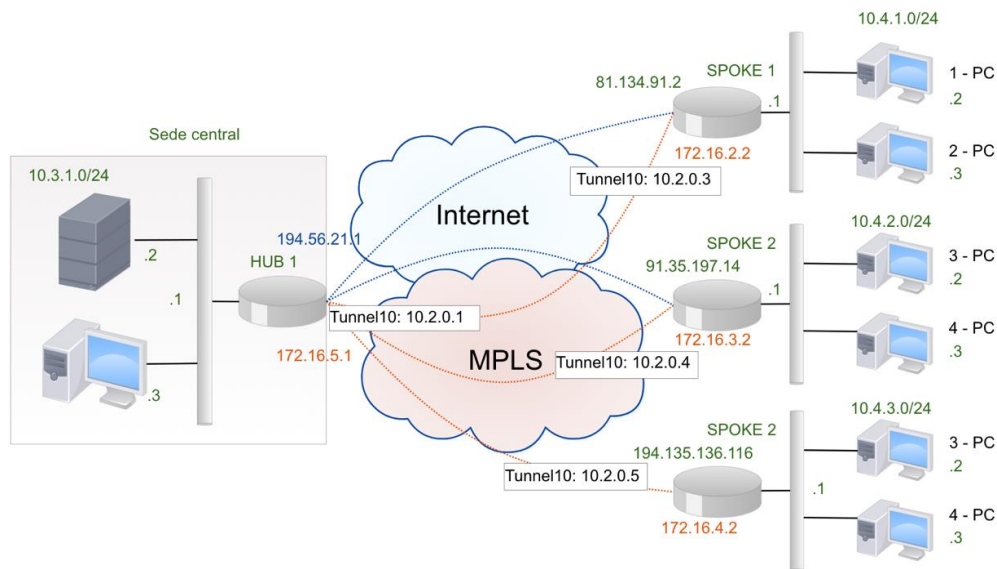 Sede central
10.3.1.0/24
.2
.1
.3
HUB 1
194.56.21.1
Tunnel10: 10.2.0.1
172.16.5.1
Internet
MPLS
SPOKE 1
81.134.91.2
.1
172.16.2.2
Tunnel10: 10.2.0.3
10.4.1.0/24
1 - PC
.2
2 - PC
.3
SPOKE 2
91.35.197.14
.1
172.16.3.2
Tunnel10: 10.2.0.4
10.4.2.0/24
3 - PC
.2
4 - PC
.3
SPOKE 2
194.135.136.116
.1
Tunnel10: 10.2.0.5
172.16.4.2
10.4.3.0/24
3 - PC
.2
4 - PC
.3